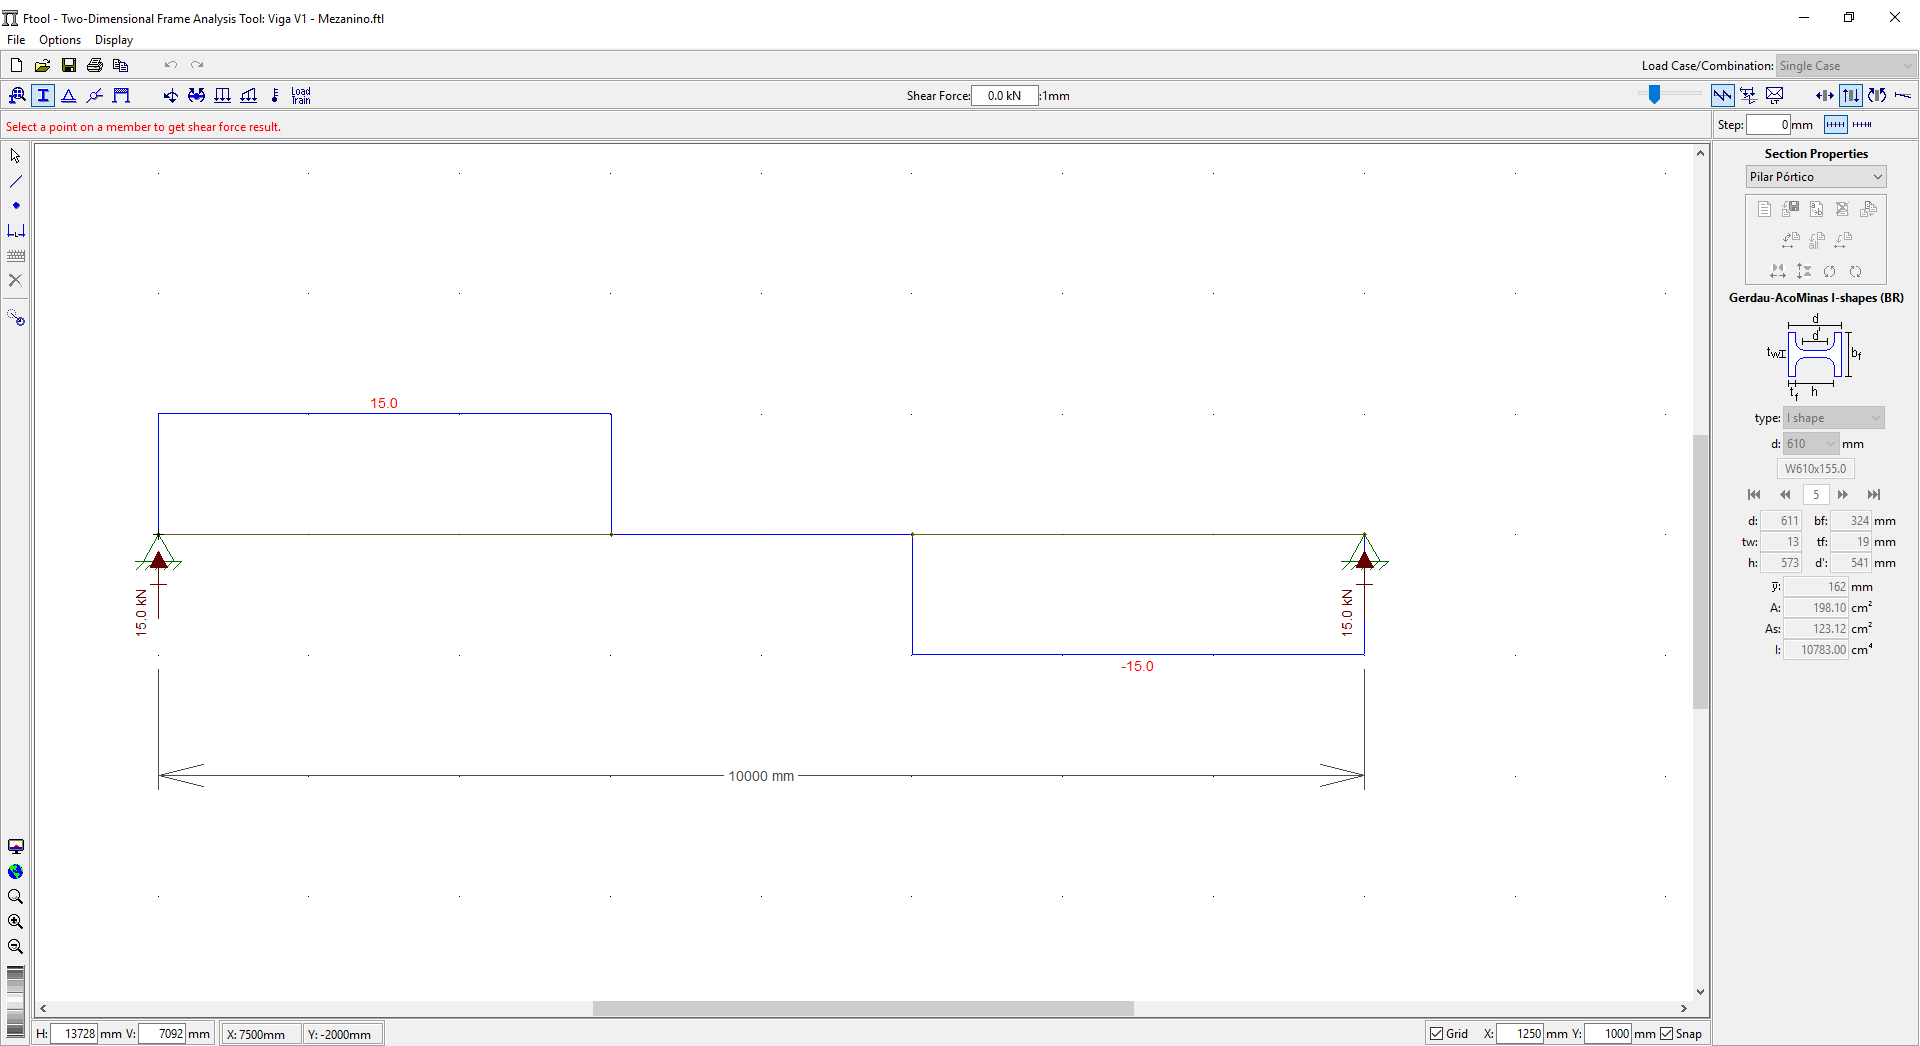 Ftool - Two-Dimensional Frame Analysis Tool: Viga V1 - Mezanino.ftl
File Options Display
Load Case/Combination: Single Case
Load Train
Shear Force: 0.0 kN :1mm
Select a point on a member to get shear force result.
Step: 0 mm
Section Properties
Pilar Pórtico
Gerdau-AcoMinas I-shapes (BR)
d
d'
tw
bf
tf h
type: I shape
d: 610 mm
W610x155.0
5
d: 611 bf: 324 mm
tw: 13 tf: 19 mm
h: 573 d': 541 mm
y: 162 mm
A: 198.10 cm²
As: 123.12 cm²
I: 10783.00 cm⁴
15.0
15.0 kN
15.0 kN
-15.0
10000 mm
H: 13728 mm V: 7092 mm X: 7500mm Y: -2000mm
Grid X: 1250 mm Y: 1000 mm Snap